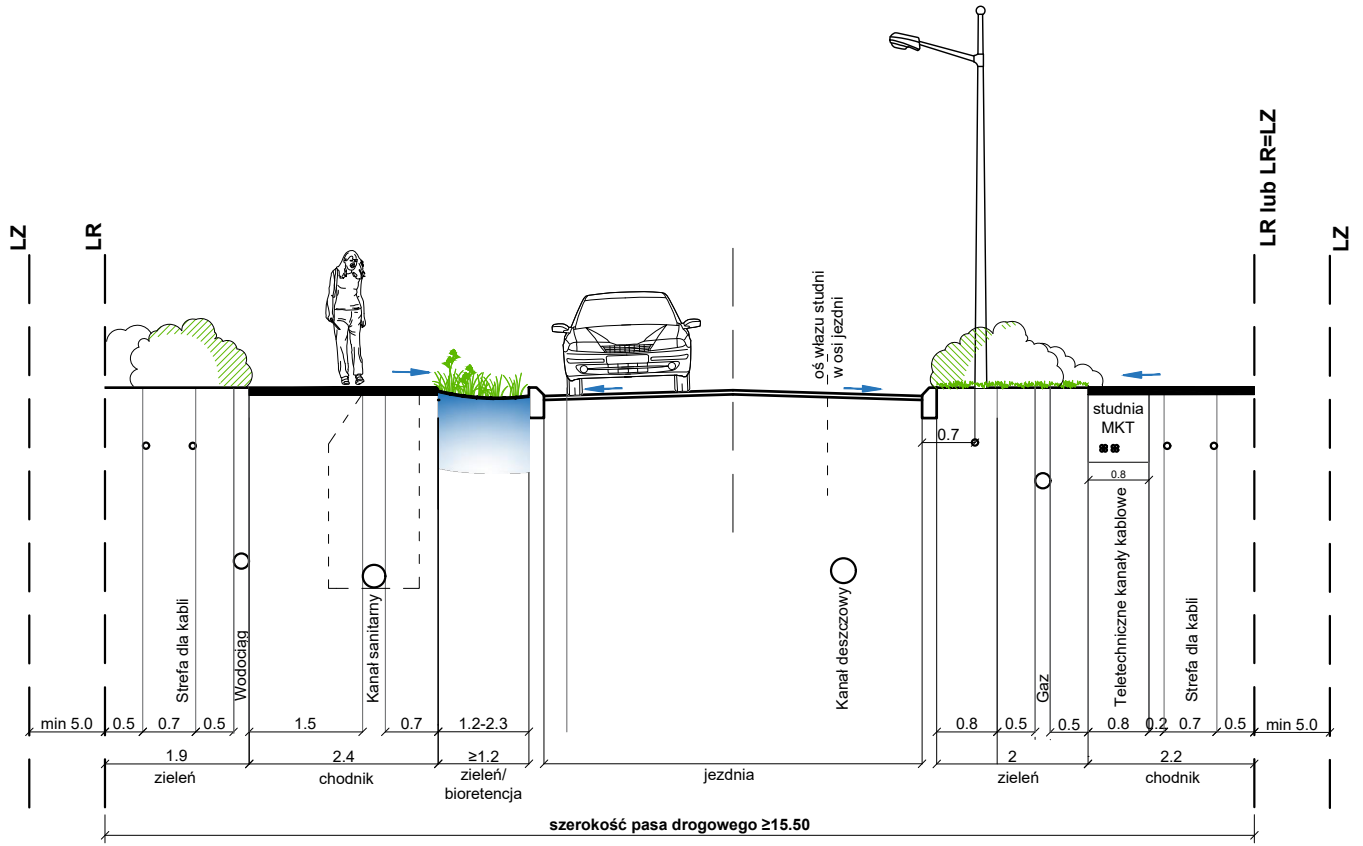 LZ
LR
LR lub LR=LZ
LZ
oś włazu studni
w osi jezdni
studnia
MKT
0.7
0.8
Strefa dla kabli
Wodociąg
Kanał sanitarny
Kanał deszczowy
Gaz
Teletechniczne kanały kablowe
Strefa dla kabli
min 5.0
0.5
0.7
0.5
1.5
0.7
1.2-2.3
0.8
0.5
0.5
0.8
0.2
0.7
0.5
min 5.0
1.9
2.4
≥1.2
2
2.2
zieleń
chodnik
zieleń/
bioretencja
jezdnia
zieleń
chodnik
szerokość pasa drogowego ≥15.50